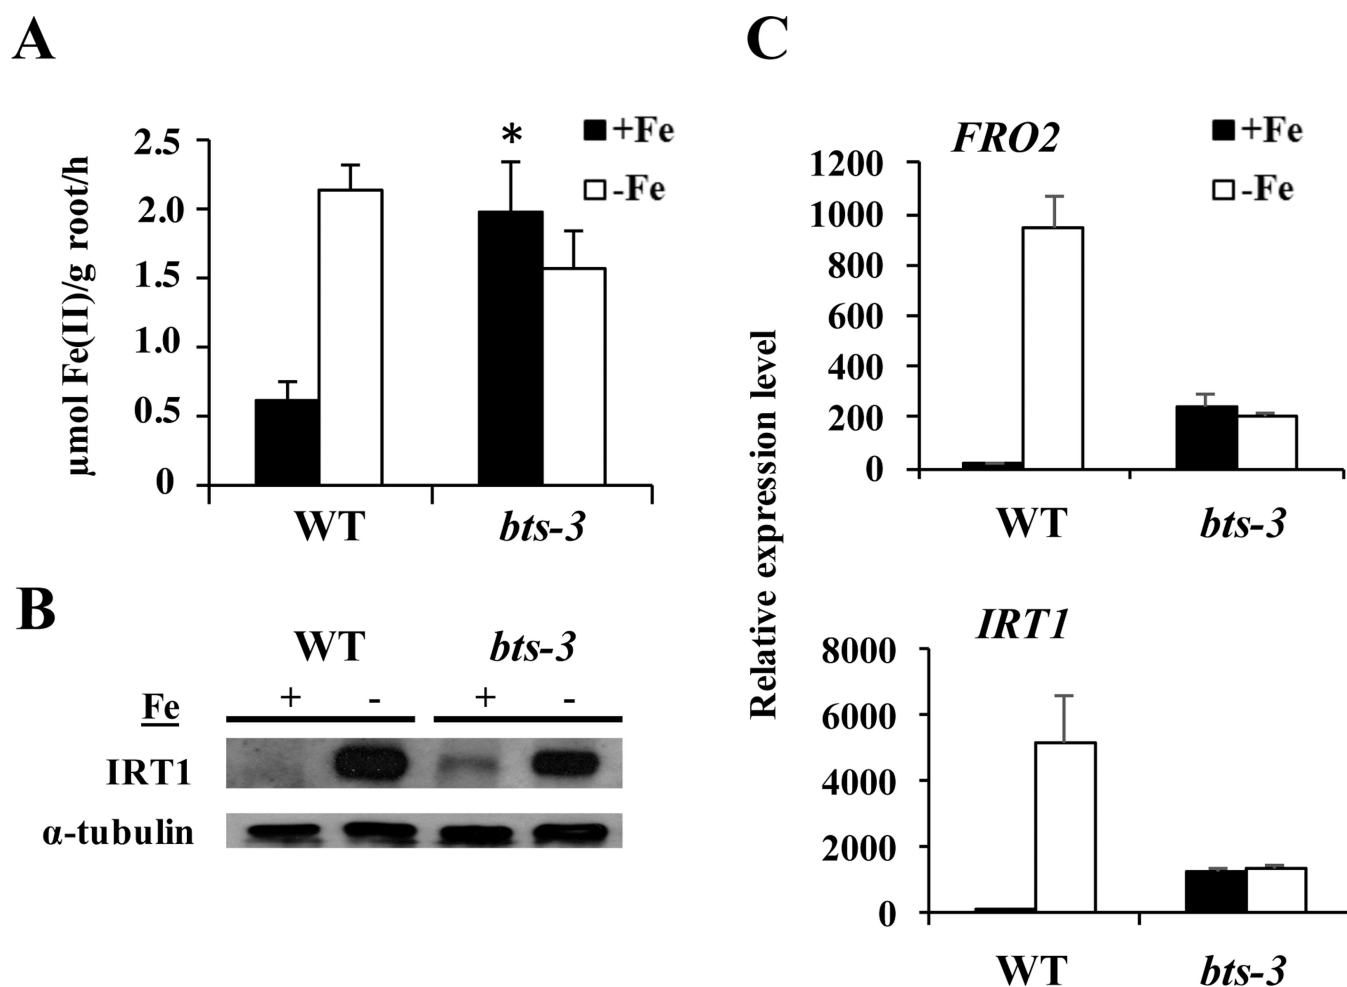 A
2.5
2.0
1.5
1.0
0.5
0
µmol Fe(II)/g root/h
*
+Fe
-Fe
WT
bts-3
B
WT
bts-3
Fe
+
-
+
-
IRT1
α-tubulin
C
Relative expression level
FRO2
+Fe
-Fe
1200
1000
800
600
400
200
0
WT
bts-3
IRT1
8000
6000
4000
2000
0
WT
bts-3